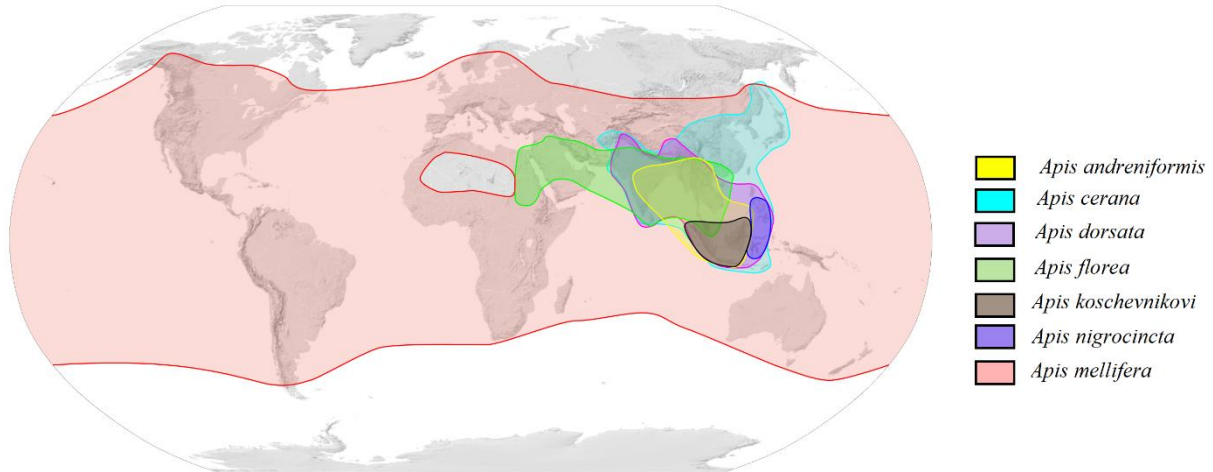 Apis andreniformis
Apis cerana
Apis dorsata
Apis florea
Apis koschevnikovi
Apis nigrocincta
Apis mellifera